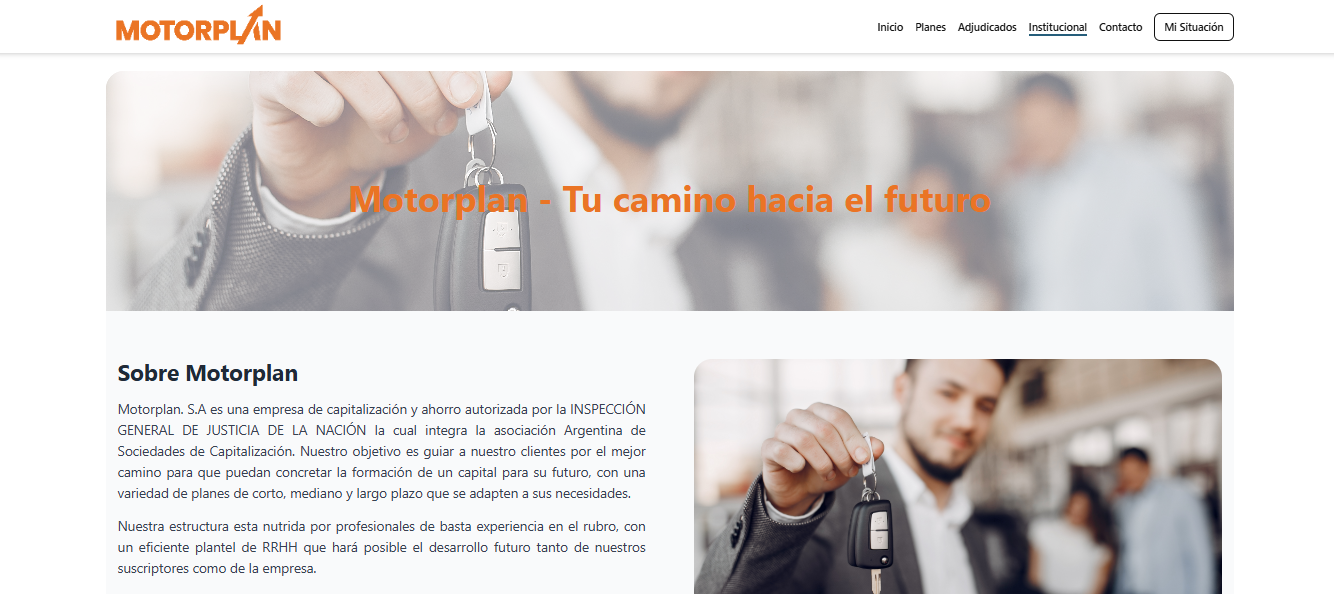 MOTORPLAN
Inicio Planes Adjudicados Institucional Contacto Mi Situación
Motorplan - Tu camino hacia el futuro
Sobre Motorplan
Motorplan. S.A es una empresa de capitalización y ahorro autorizada por la INSPECCIÓN
GENERAL DE JUSTICIA DE LA NACIÓN la cual integra la asociación Argentina de
Sociedades de Capitalización. Nuestro objetivo es guiar a nuestro clientes por el mejor
camino para que puedan concretar la formación de un capital para su futuro, con una
variedad de planes de corto, mediano y largo plazo que se adapten a sus necesidades.
Nuestra estructura esta nutrida por profesionales de basta experiencia en el rubro, con
un eficiente plantel de RRHH que hará posible el desarrollo futuro tanto de nuestros
suscriptores como de la empresa.